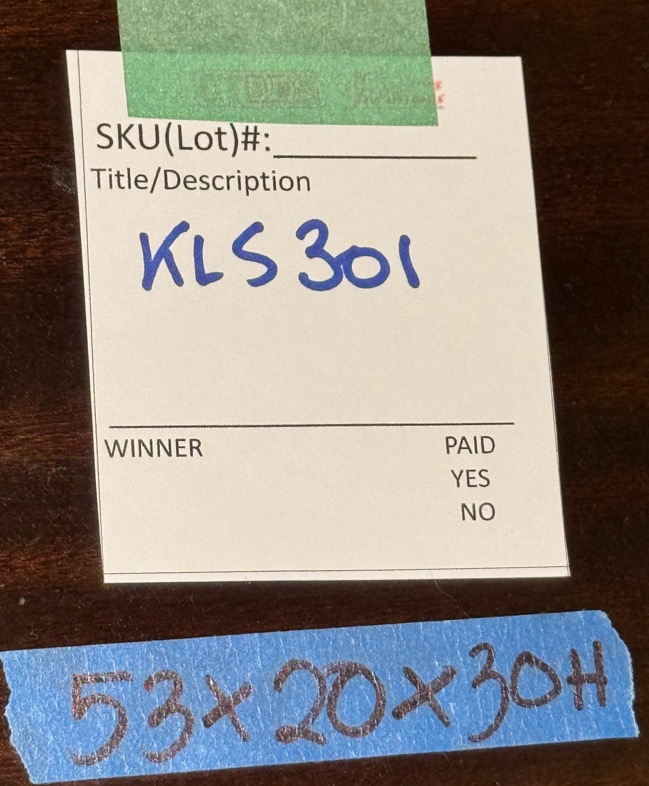 SKU(Lot)#:
Title/Description
KLS301
WINNER PAID
YES
NO
53x20x30H